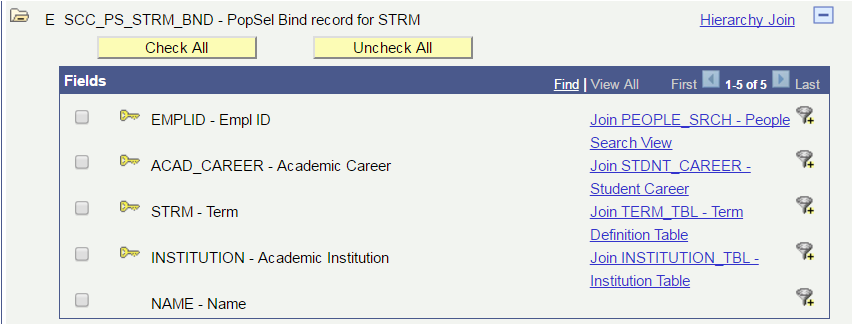 E SCC_PS_STRM_BND - PopSel Bind record for STRM Hierarchy Join
Check All Uncheck All
Fields Find | View All First 1-5 of 5 Last
EMPLID - Empl ID Join PEOPLE_SRCH - People
Search View
ACAD_CAREER - Academic Career Join STDNT_CAREER -
Student Career
STRM - Term Join TERM_TBL - Term
Definition Table
INSTITUTION - Academic Institution Join INSTITUTION_TBL -
Institution Table
NAME - Name